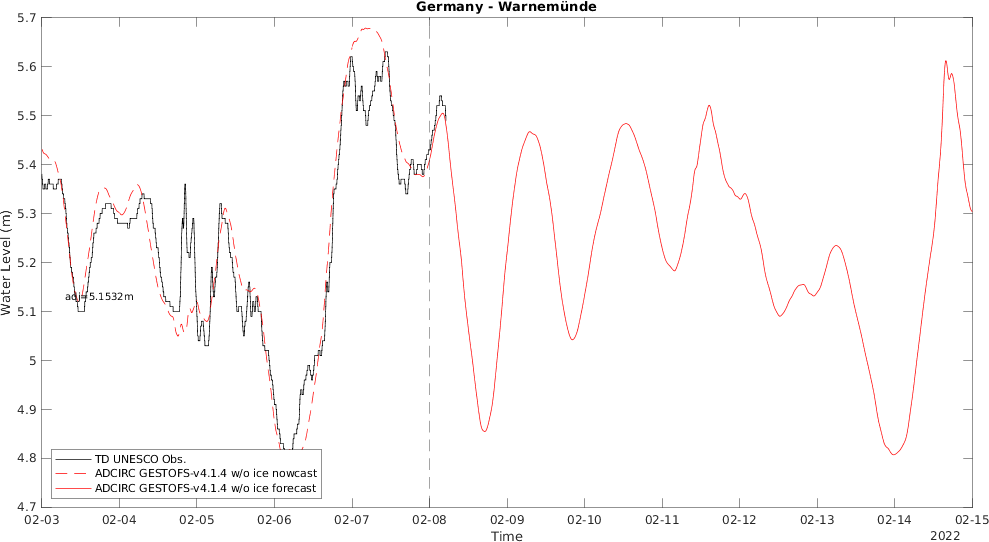 Germany - Warnemünde
5.7
5.6
5.5
5.4
5.3
5.2
5.1
5
4.9
4.8
4.7
Water Level (m)
adj=5.1532m
TD UNESCO Obs.
ADCIRC GESTOFS-v4.1.4 w/o ice nowcast
ADCIRC GESTOFS-v4.1.4 w/o ice forecast
02-03 02-04 02-05 02-06 02-07 02-08 02-09 02-10 02-11 02-12 02-13 02-14 02-15
Time
2022